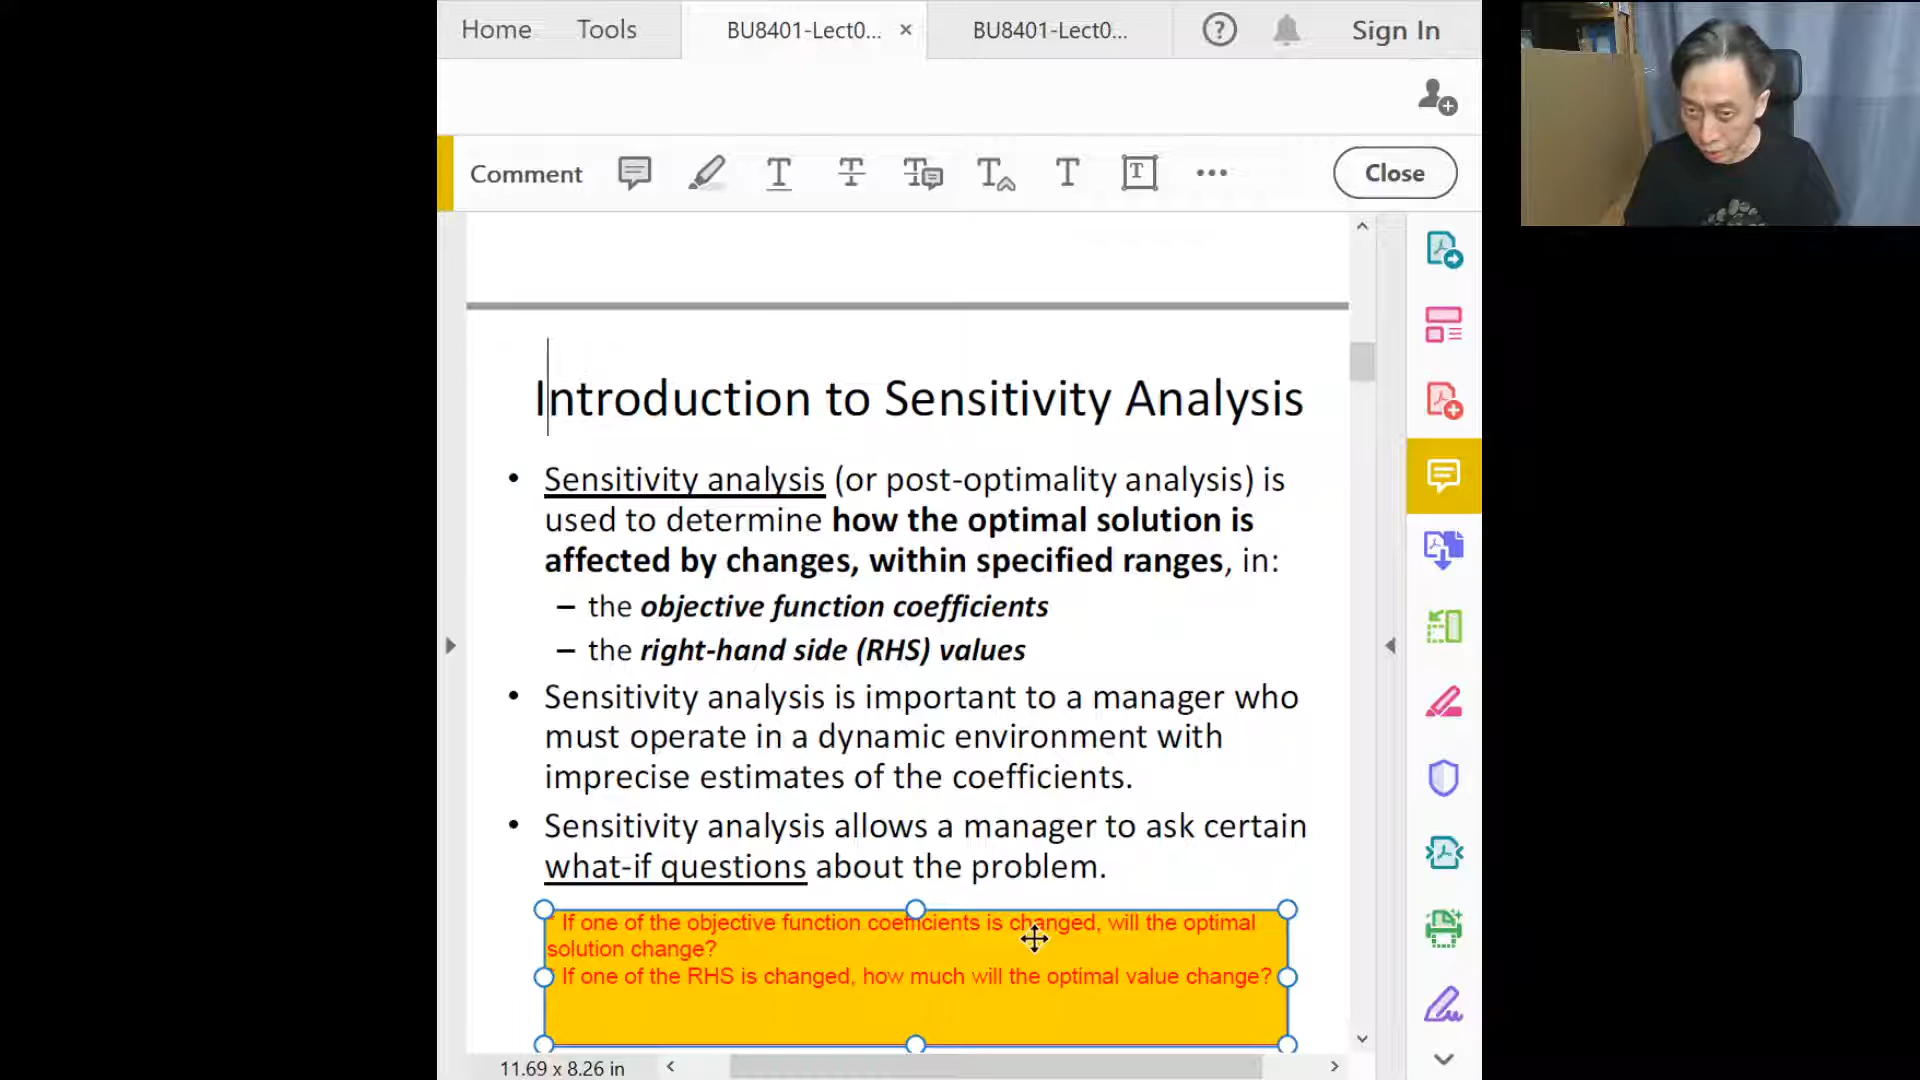 Home Tools BU8401-Lect0... × BU8401-Lect0... Sign In
Comment Close
Introduction to Sensitivity Analysis
• Sensitivity analysis (or post-optimality analysis) is
used to determine how the optimal solution is
affected by changes, within specified ranges, in:
– the objective function coefficients
– the right-hand side (RHS) values
• Sensitivity analysis is important to a manager who
must operate in a dynamic environment with
imprecise estimates of the coefficients.
• Sensitivity analysis allows a manager to ask certain
what-if questions about the problem.
* If one of the objective function coefficients is changed, will the optimal
solution change?
* If one of the RHS is changed, how much will the optimal value change?
11.69 x 8.26 in